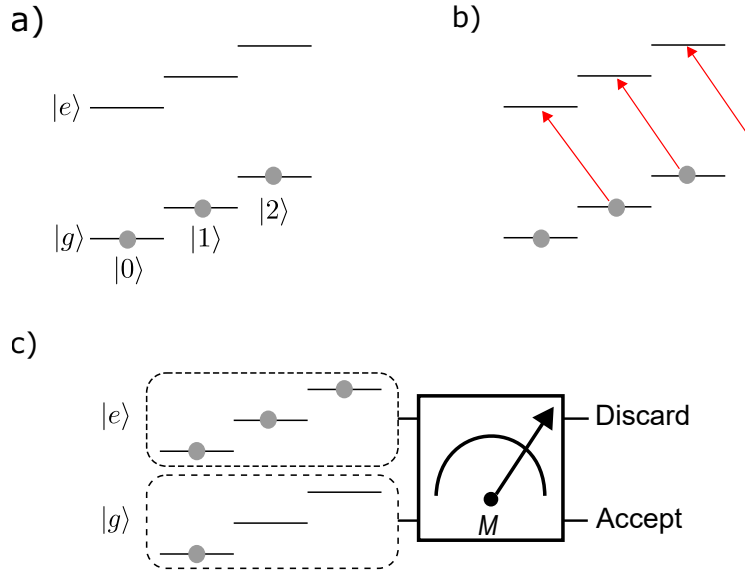 a)
b)
|e⟩
|g⟩
|0⟩
|1⟩
|2⟩
c)
|e⟩
Discard
|g⟩
M
Accept